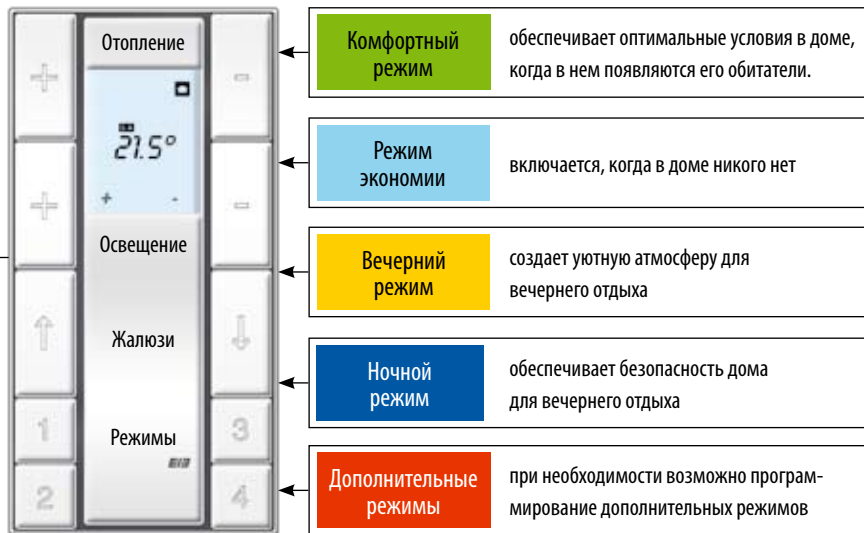 Отопление
+
-
21.5°
+ -
+
-
Освещение
Жалюзи
1
3
Режимы
EIB
2
4
Комфортный
режим
обеспечивает оптимальные условия в доме,
когда в нем появляются его обитатели.
Режим
экономии
включается, когда в доме никого нет
Вечерний
режим
создает уютную атмосферу для
вечернего отдыха
Ночной
режим
обеспечивает безопасность дома
для вечернего отдыха
Дополнительные
режимы
при необходимости возможно програм-
мирование дополнительных режимов